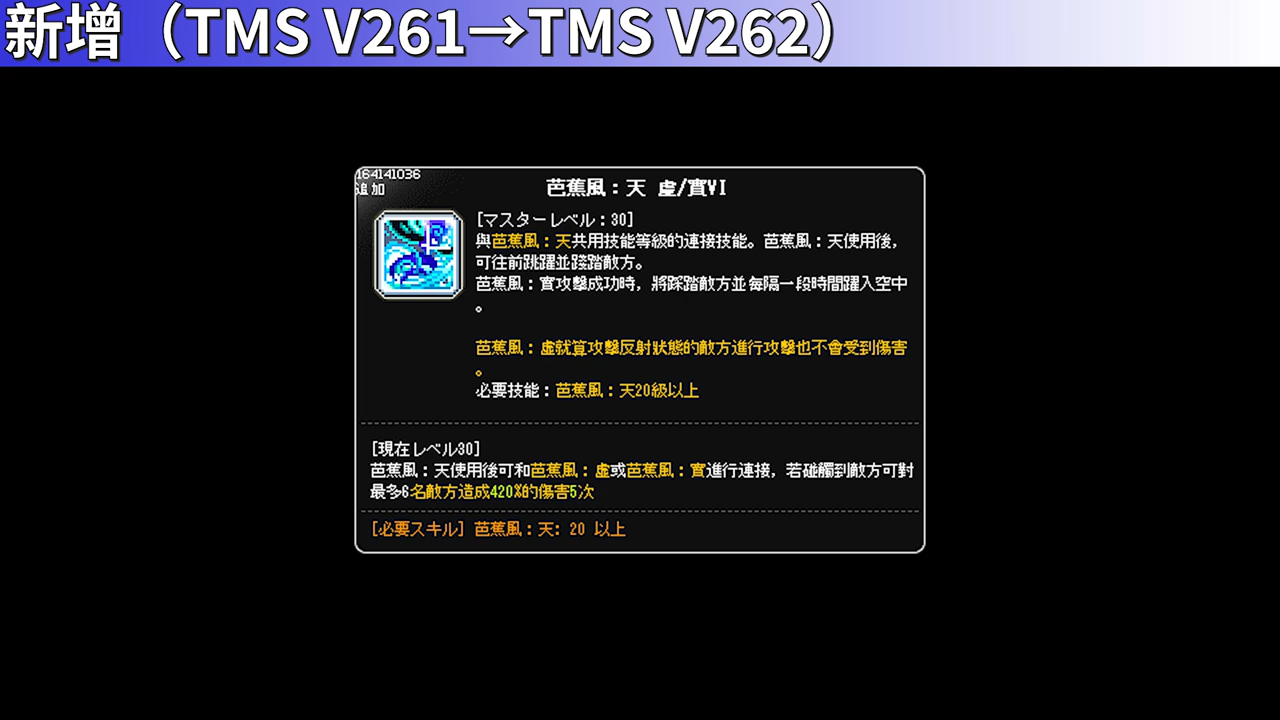 新增（TMS V261→TMS V262）
164141036
追加
芭蕉風：天 虛/實VI
[マスターレベル：30]
與芭蕉風：天共用技能等級的連接技能。芭蕉風：天使用後，
可往前跳躍並踐踏敵方。
芭蕉風：實攻擊成功時，將踩踏敵方並每隔一段時間躍入空中
。
芭蕉風：虛就算攻擊反射狀態的敵方進行攻擊也不會受到傷害
。
必要技能：芭蕉風：天20級以上
[現在レベル30]
芭蕉風：天使用後可和芭蕉風：虛或芭蕉風：實進行連接，若碰觸到敵方可對
最多6名敵方造成420%的傷害5次
[必要スキル] 芭蕉風：天: 20 以上